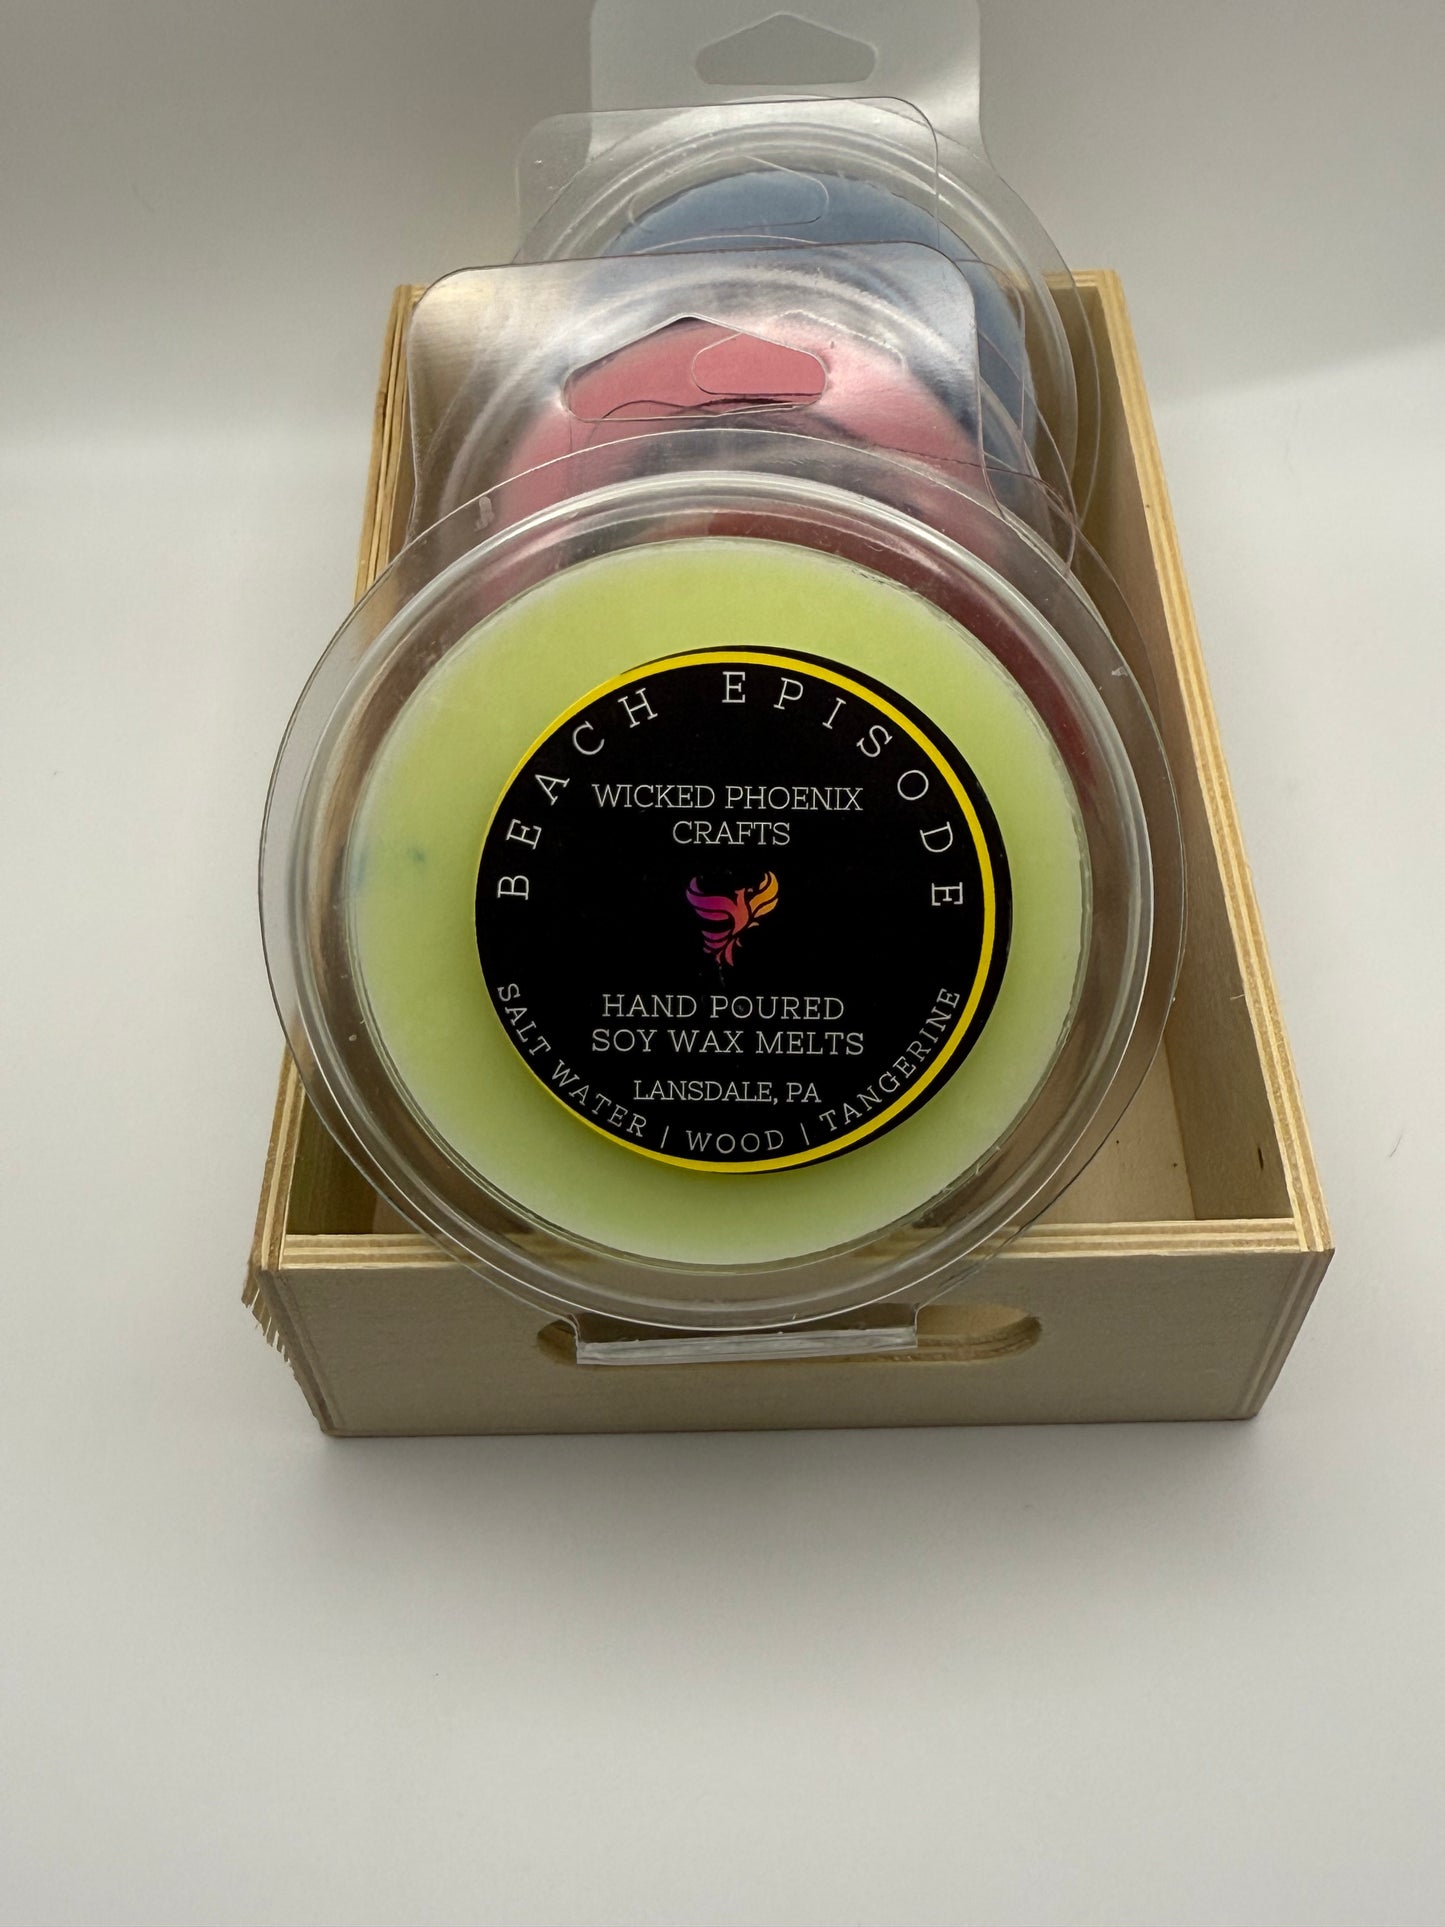 BEACH EPISODE
WICKED PHOENIX
CRAFTS
HAND POURED
SOY WAX MELTS
LANSDALE, PA
SALT WATER | WOOD | TANGERINE